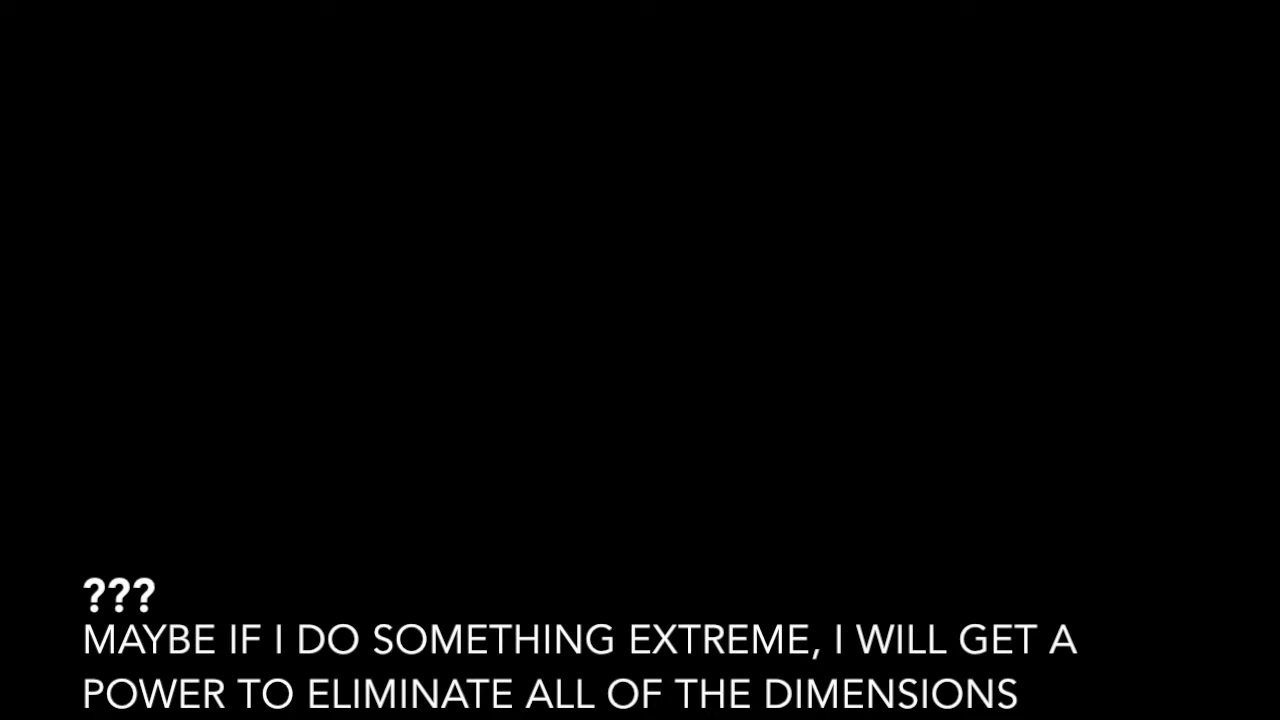 ???
MAYBE IF I DO SOMETHING EXTREME, I WILL GET A
POWER TO ELIMINATE ALL OF THE DIMENSIONS